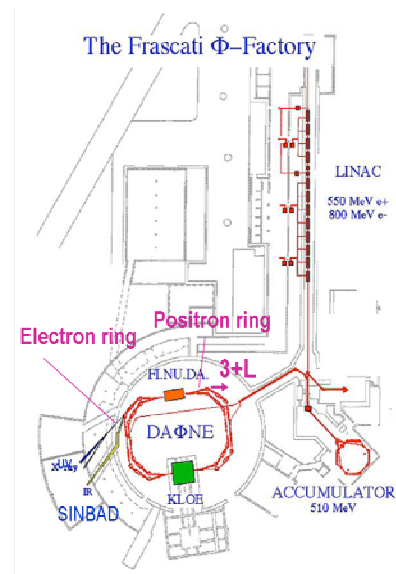 The Frascati Φ–Factory
LINAC
550 MeV e+
800 MeV e-
Positron ring
Electron ring
3+L
FI.NU.DA.
DAΦNE
IR
KLOE
SINBAD
ACCUMULATOR
510 MeV